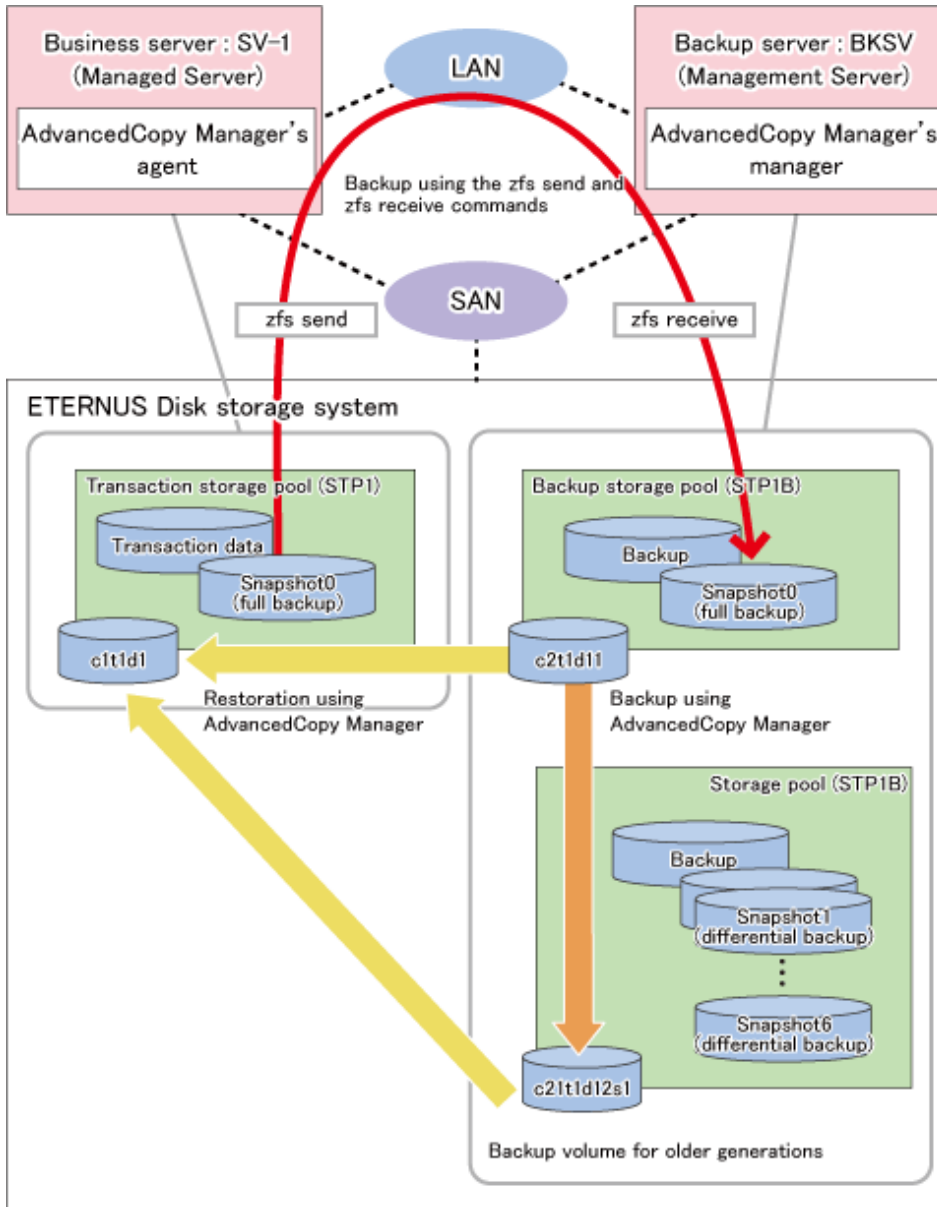 Business server : SV-1
(Managed Server)
AdvancedCopy Manager's
agent
LAN
Backup server : BKSV
(Management Server)
AdvancedCopy Manager's
manager
Backup using the zfs send and
zfs receive commands
SAN
zfs send
zfs receive
ETERNUS Disk storage system
Transaction storage pool (STP1)
Transaction data
Snapshot0
(full backup)
c1t1d1
Backup storage pool (STP1B)
Backup
Snapshot0
(full backup)
c2t1d11
Restoration using
AdvancedCopy Manager
Backup using
AdvancedCopy Manager
Storage pool (STP1B)
Backup
Snapshot1
(differential backup)
Snapshot6
(differential backup)
c21t1d12s1
Backup volume for older generations